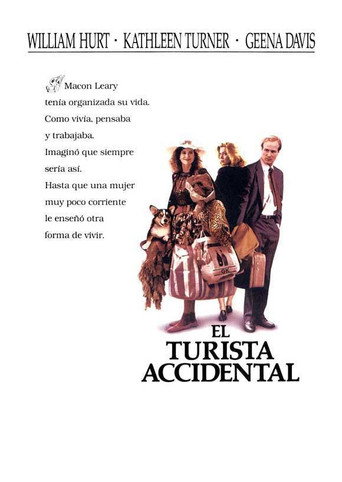 WILLIAM HURT · KATHLEEN TURNER · GEENA DAVIS
Macon Leary
tenía organizada su vida.
Como vivía, pensaba
y trabajaba.
Imaginó que siempre
sería así.
Hasta que una mujer
muy poco corriente
le enseñó otra
forma de vivir.
EL
TURISTA
ACCIDENTAL